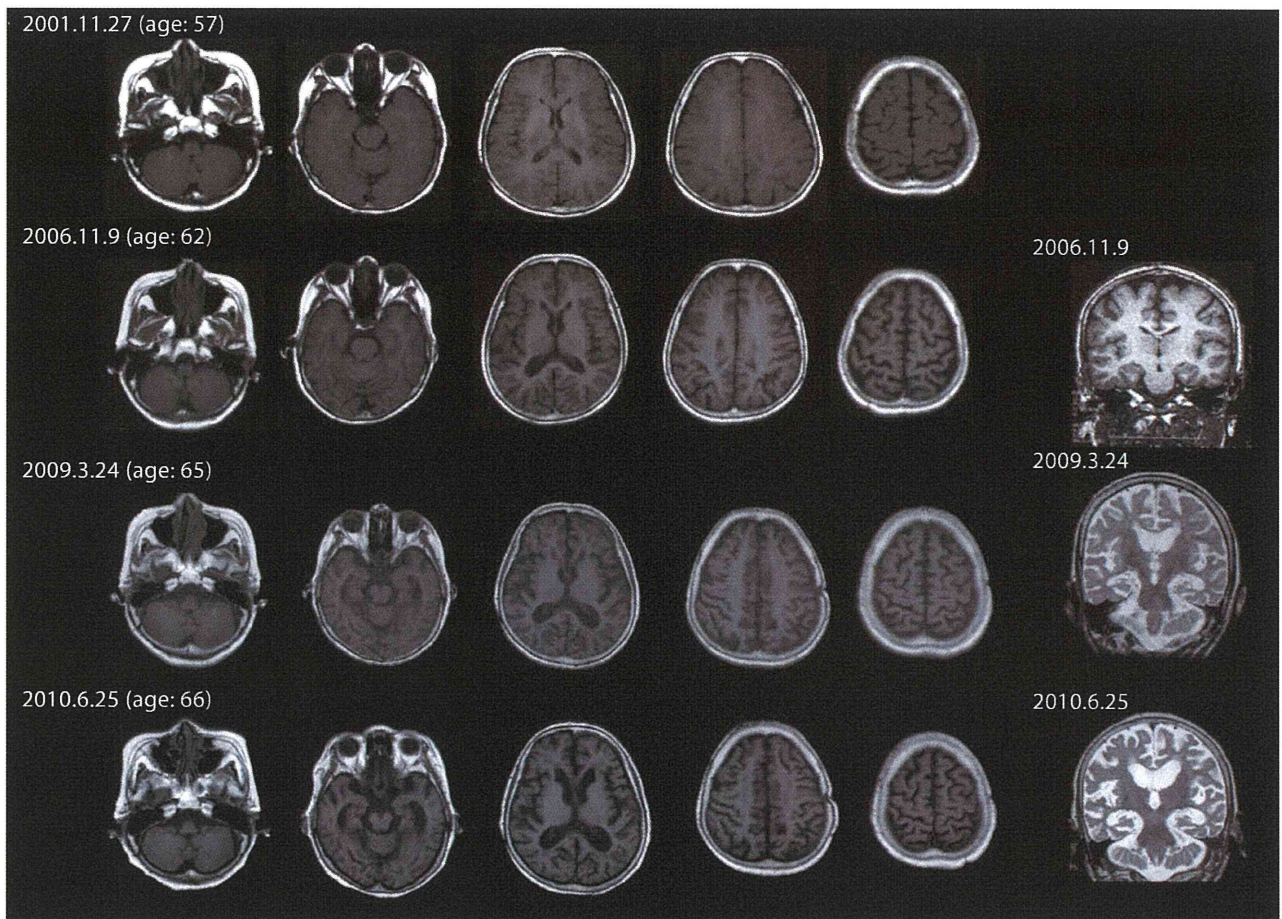 2001.11.27 (age: 57)
2006.11.9 (age: 62)
2006.11.9
2009.3.24 (age: 65)
2009.3.24
2010.6.25 (age: 66)
2010.6.25